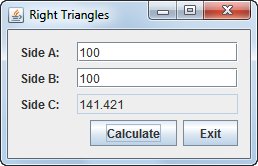 Right Triangles
Side A: 100
Side B: 100
Side C: 141.421
Calculate Exit